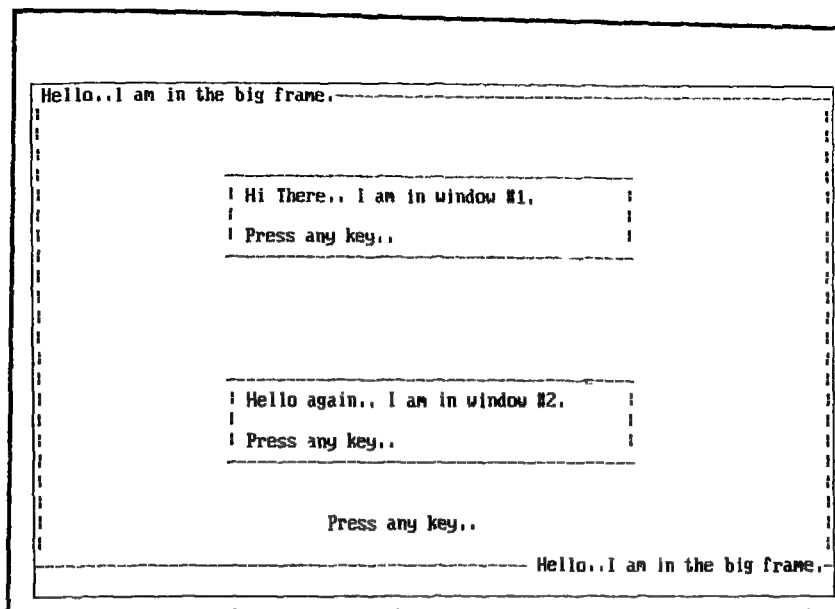 Hello..I am in the big frame.
Hi There.. I am in window #1.
Press any key..
Hello again.. I am in window #2.
Press any key..
Press any key..
Hello..I am in the big frame.